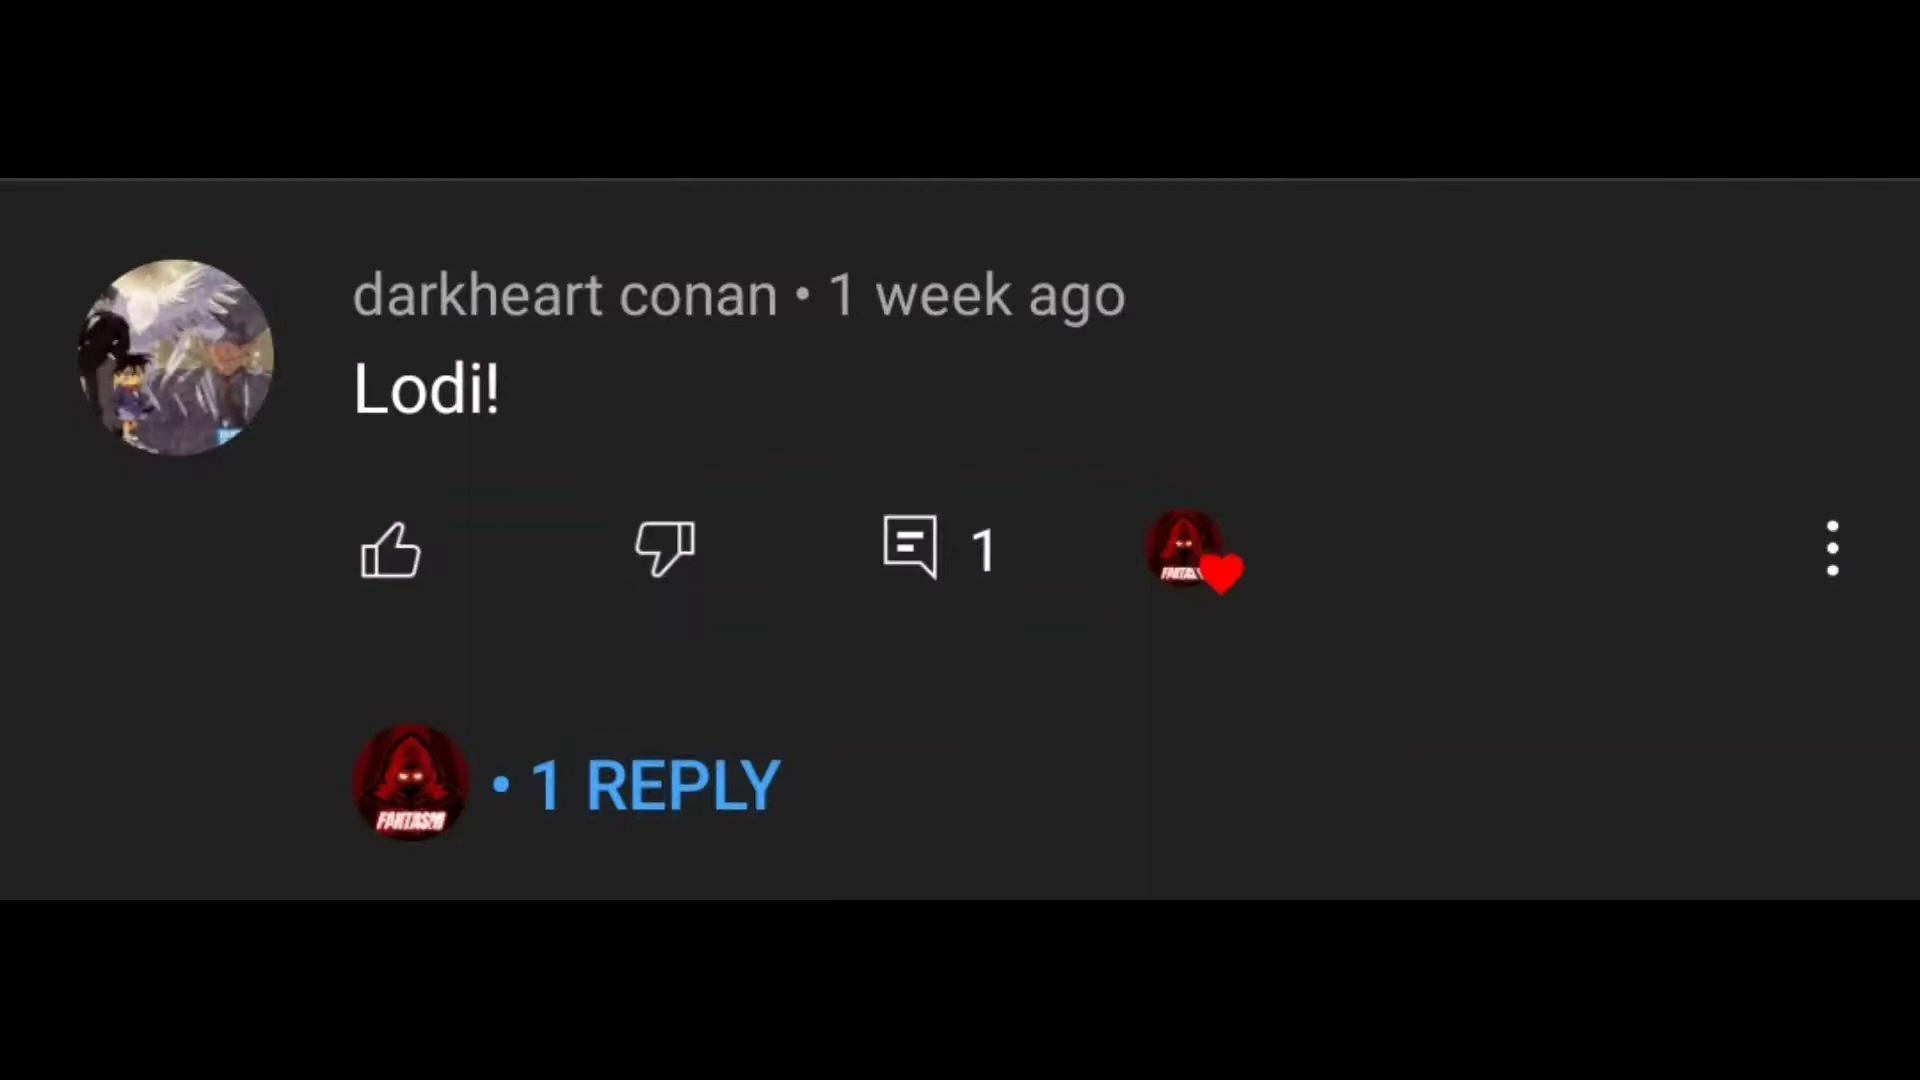 darkheart conan • 1 week ago
Lodi!
1
• 1 REPLY